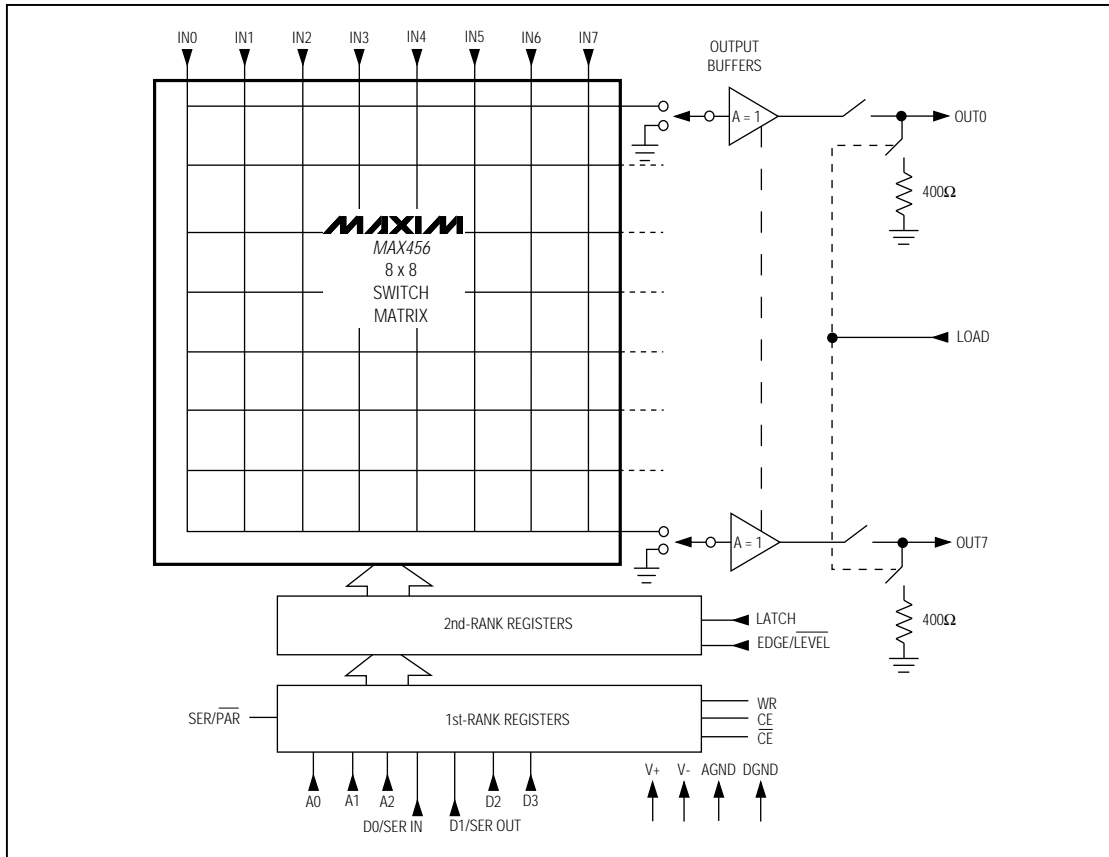 IN0 IN1 IN2 IN3 IN4 IN5 IN6 IN7
OUTPUT
BUFFERS
A = 1
OUT0
400Ω
MAXIM
MAX456
8 x 8
SWITCH
MATRIX
LOAD
A = 1
OUT7
400Ω
2nd-RANK REGISTERS
LATCH
EDGE/LEVEL
SER/PAR
1st-RANK REGISTERS
WR
CE
CE
A0 A1 A2 D2 D3
D0/SER IN D1/SER OUT
V+ V- AGND DGND